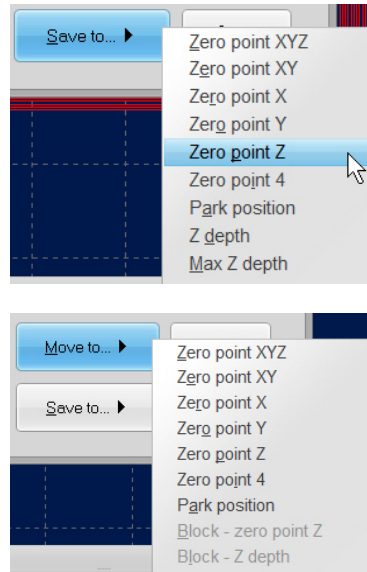 Save to...
Zero point XYZ
Zero point XY
Zero point X
Zero point Y
Zero point Z
Zero point 4
Park position
Z depth
Max Z depth
Move to...
Save to...
Zero point XYZ
Zero point XY
Zero point X
Zero point Y
Zero point Z
Zero point 4
Park position
Block - zero point Z
Block - Z depth